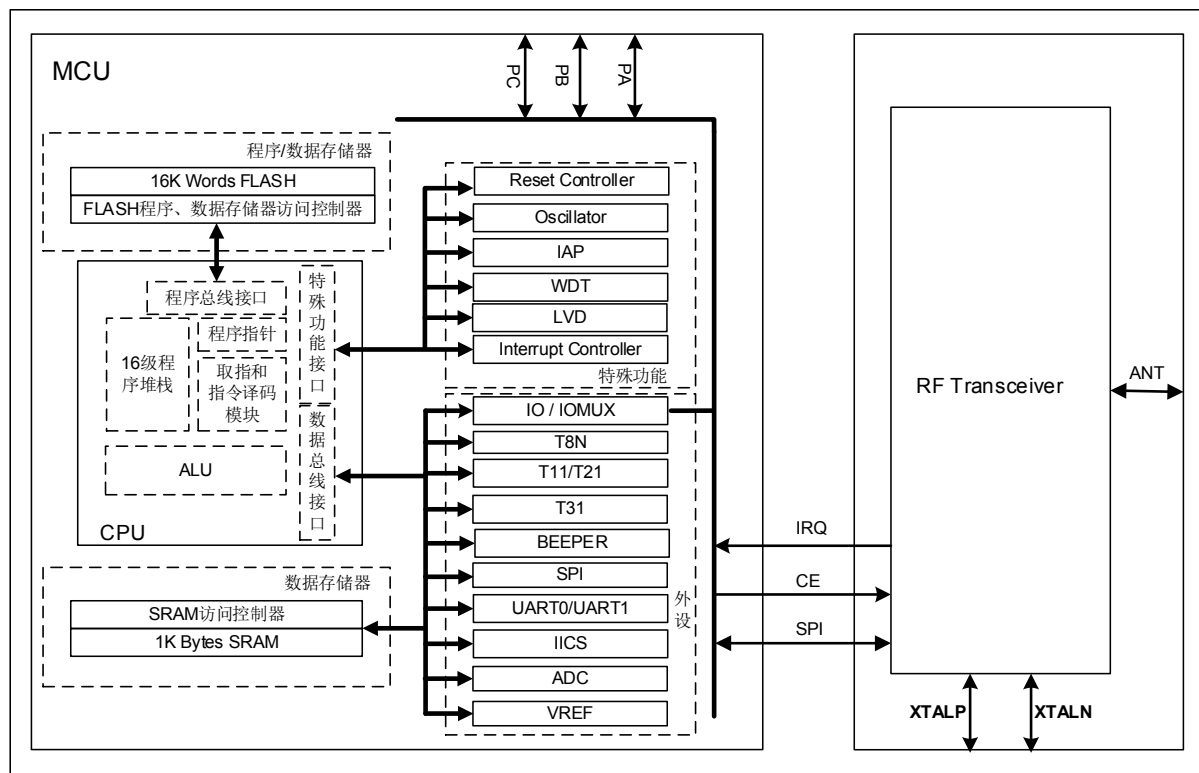 MCU
PC
PB
PA
程序/数据存储器
16K Words FLASH
FLASH程序、数据存储器访问控制器
程序总线接口
程序指针
16级程
序堆栈
取指和
指令译码
模块
ALU
CPU
特殊功能接口
数据总线接口
数据存储器
SRAM访问控制器
1K Bytes SRAM
Reset Controller
Oscillator
IAP
WDT
LVD
Interrupt Controller
特殊功能
IO / IOMUX
T8N
T11/T21
T31
BEEPER
SPI
UART0/UART1
IICS
ADC
VREF
外设
IRQ
CE
SPI
RF Transceiver
ANT
XTALP
XTALN